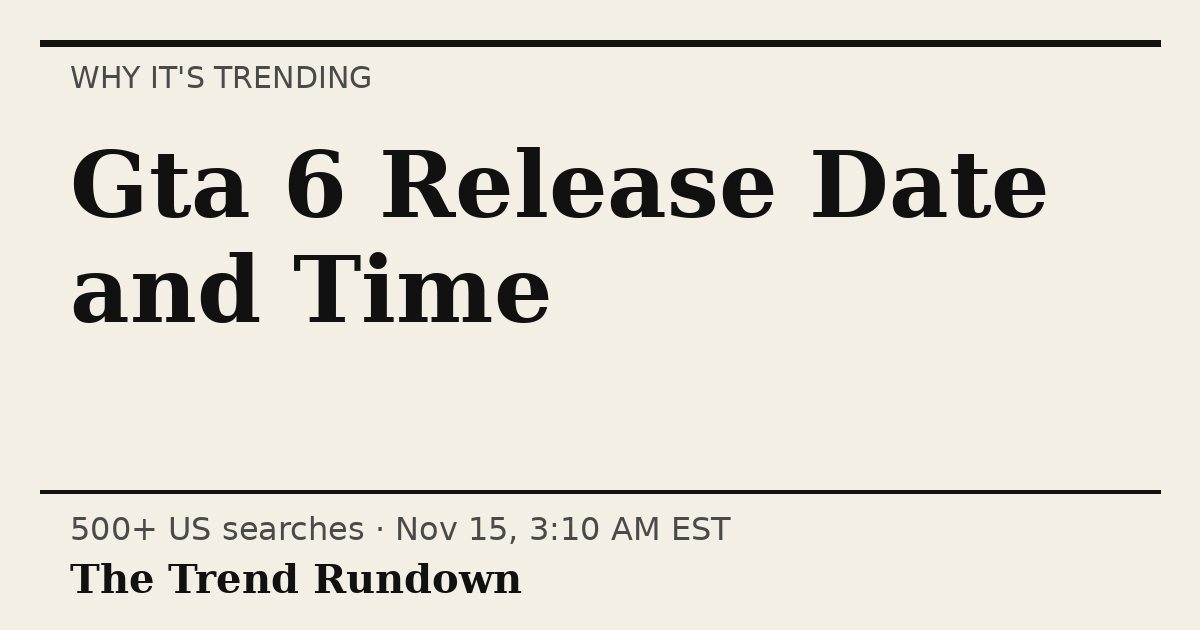 WHY IT'S TRENDING
Gta 6 Release Date
and Time
500+ US searches · Nov 15, 3:10 AM EST
The Trend Rundown